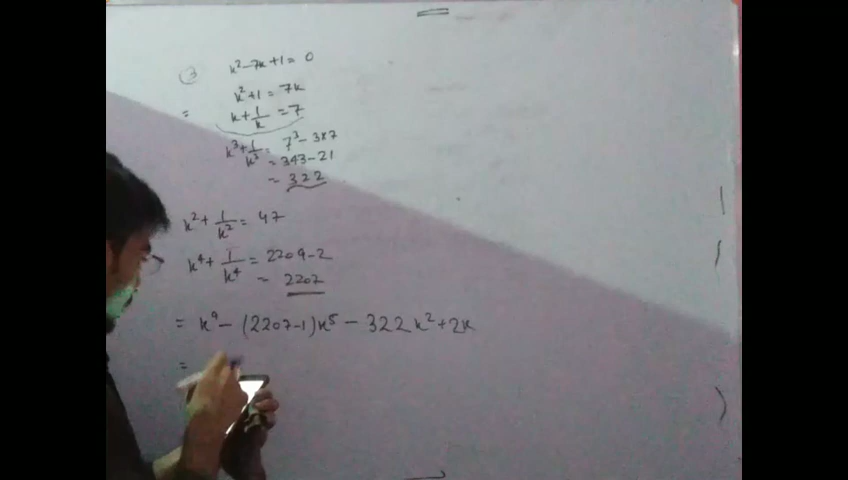 ③ k²-7k+1=0
k²+1=7k
= k+1/k=7
k³+1/k³= 7³-3×7
=343-21
= 322
k²+1/k²=47
k⁴+1/k⁴=2209-2
= 2207
= k⁹-(2207-1)k⁵-322k²+2k
=